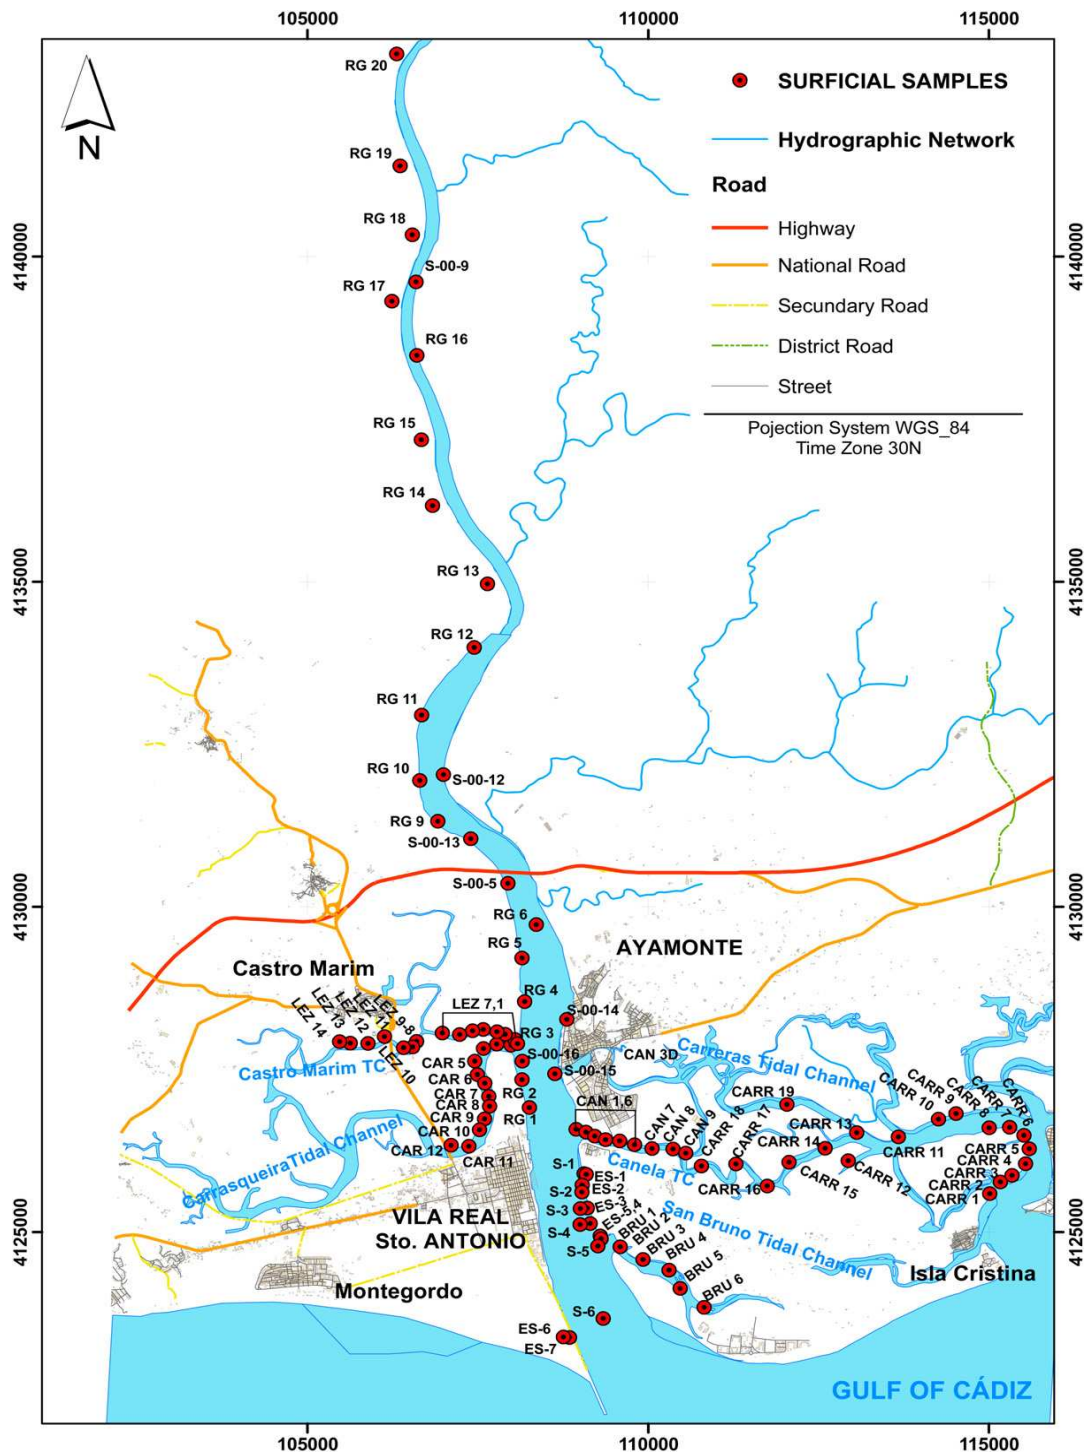 105000
110000
115000
RG 20
SURFICIAL SAMPLES
N
Hydrographic Network
RG 19
Road
RG 18
Highway
4140000
4140000
S-00-9
National Road
RG 17
Secundary Road
RG 16
District Road
Street
RG 15
Pojection System WGS_84
Time Zone 30N
RG 14
4135000
4135000
RG 13
RG 12
RG 11
RG 10
S-00-12
RG 9
S-00-13
S-00-5
4130000
4130000
RG 6
RG 5
AYAMONTE
Castro Marim
RG 4
LEZ 7,1
S-00-14
LEZ 14
LEZ 13
LEZ 12
LEZ 11
LEZ 9-8
LEZ 10
RG 3
S-00-16
CAN 3D
Carreras Tidal Channel
Castro Marim TC
CAR 5
CAR 6
CAR 7
CAR 8
CAR 9
CAR 10
CAR 12
CAR 11
S-00-15
RG 2
RG 1
CAN 1,6
CAN 7
CAN 8
CAN 9
CARR 18
CARR 17
CARR 19
CARR 14
CARR 13
CARR 10
CARR 9
CARR 8
CARR 7
CARR 6
CARR 11
CARR 5
CARR 4
CARR 3
CARR 2
CARR 1
CARR 12
CARR 15
CARR 16
Carrasqueira Tidal Channel
Canela TC
San Bruno Tidal Channel
S-1
ES-1
S-2
ES-2
S-3
ES-3
S-4
ES-5,4
S-5
BRU 1
BRU 2
BRU 3
BRU 4
BRU 5
BRU 6
4125000
4125000
VILA REAL
Sto. ANTONIO
Isla Cristina
Montegordo
S-6
ES-6
ES-7
GULF OF CÁDIZ
105000
110000
115000